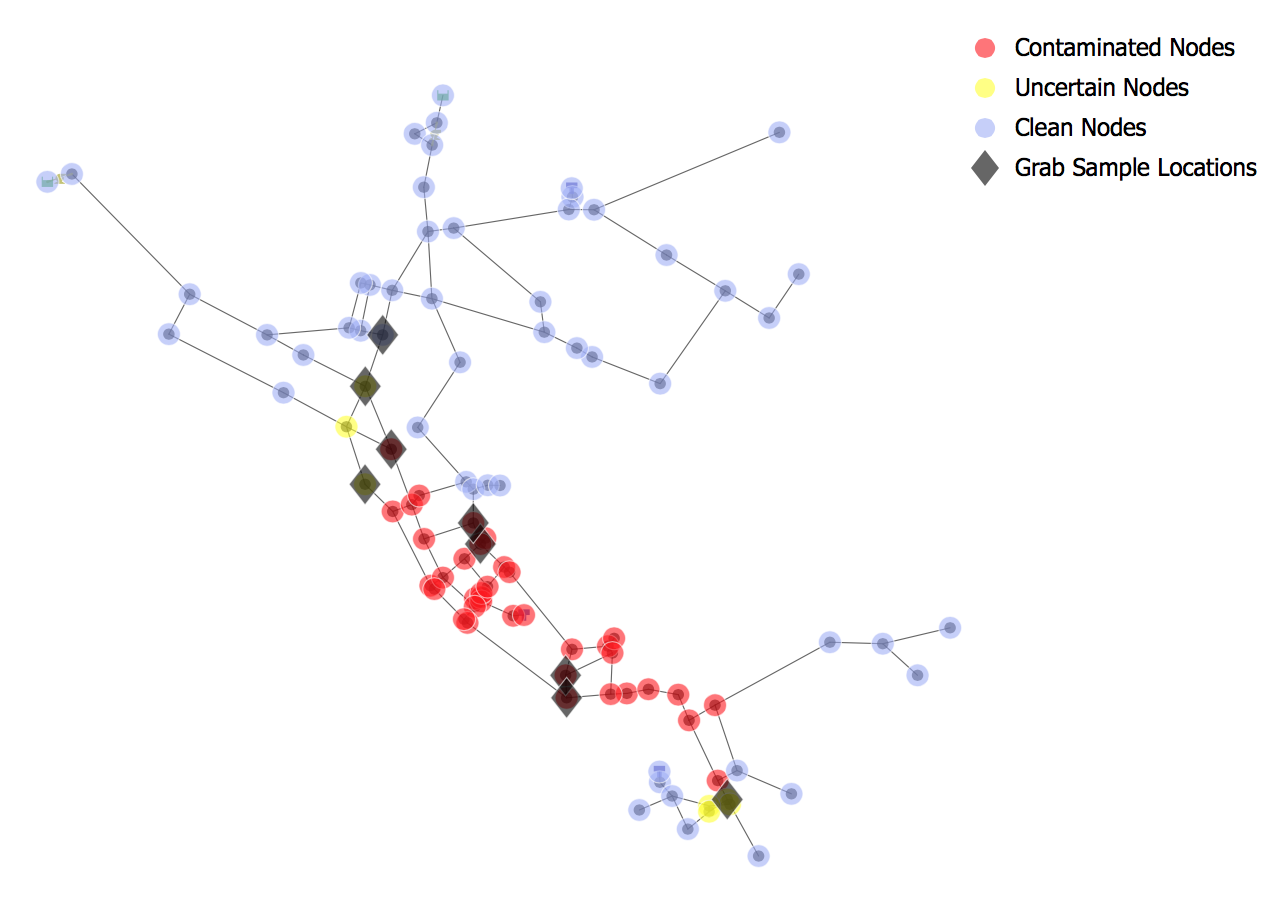 Contaminated Nodes
Uncertain Nodes
Clean Nodes
Grab Sample Locations